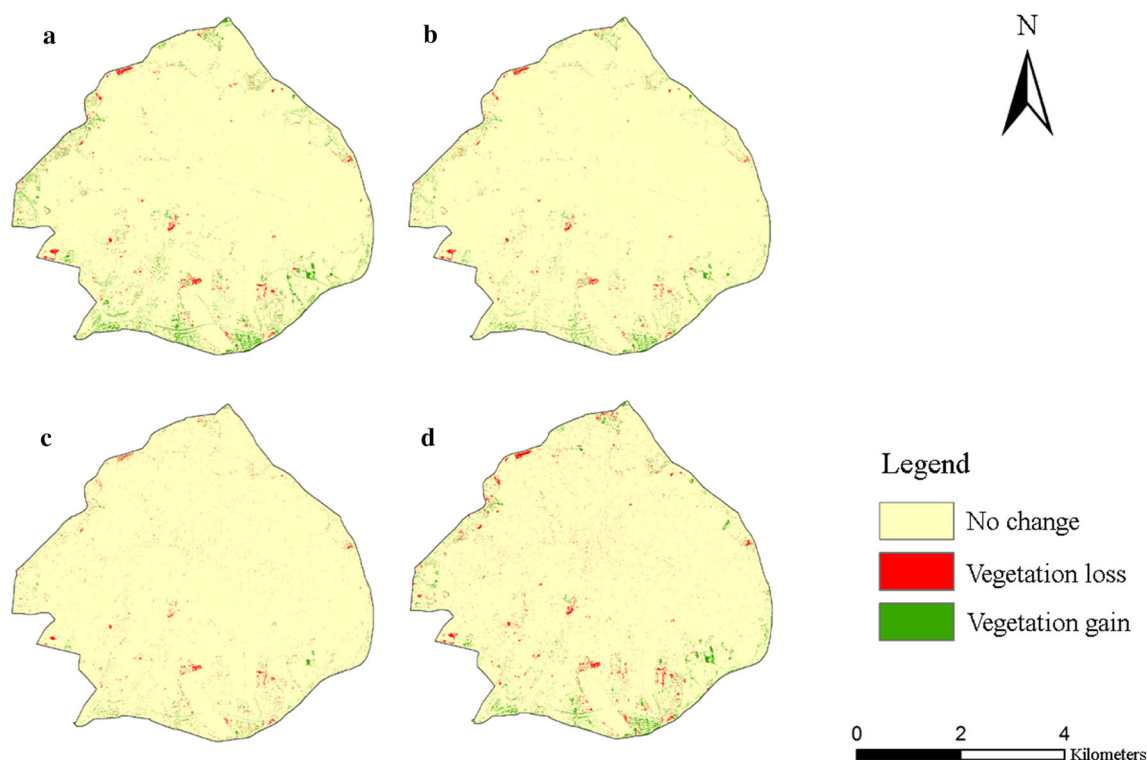 a
b
N
c
d
Legend
No change
Vegetation loss
Vegetation gain
0 2 4
Kilometers